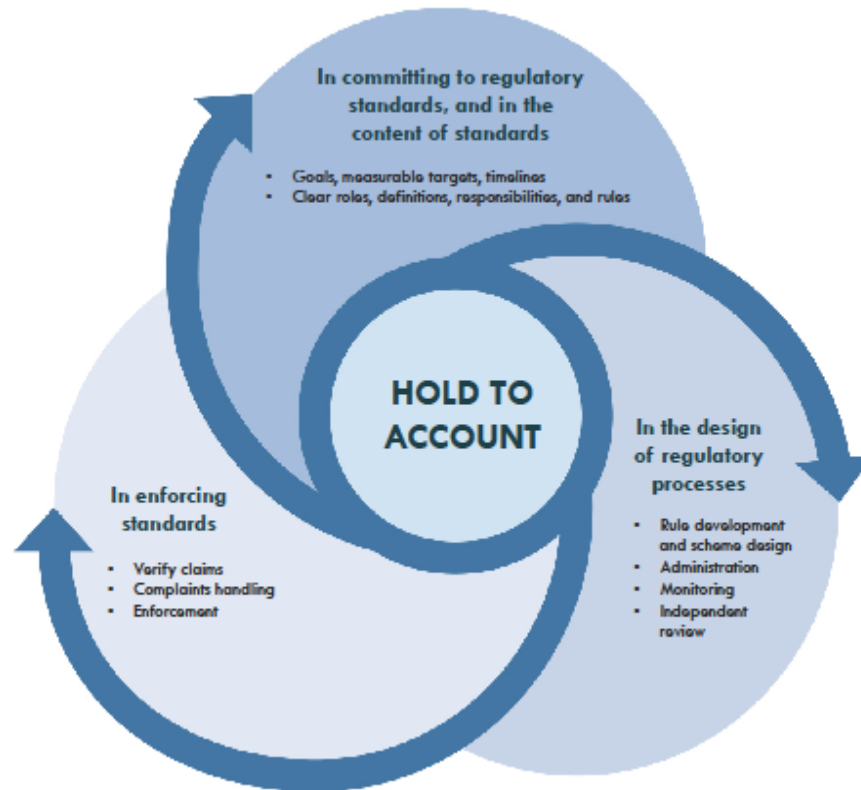 In committing to regulatory
standards, and in the
content of standards
• Goals, measurable targets, timelines
• Clear roles, definitions, responsibilities, and rules
HOLD TO
ACCOUNT
In the design
of regulatory
processes
• Rule development
and scheme design
• Administration
• Monitoring
• Independent
review
In enforcing
standards
• Verify claims
• Complaints handling
• Enforcement